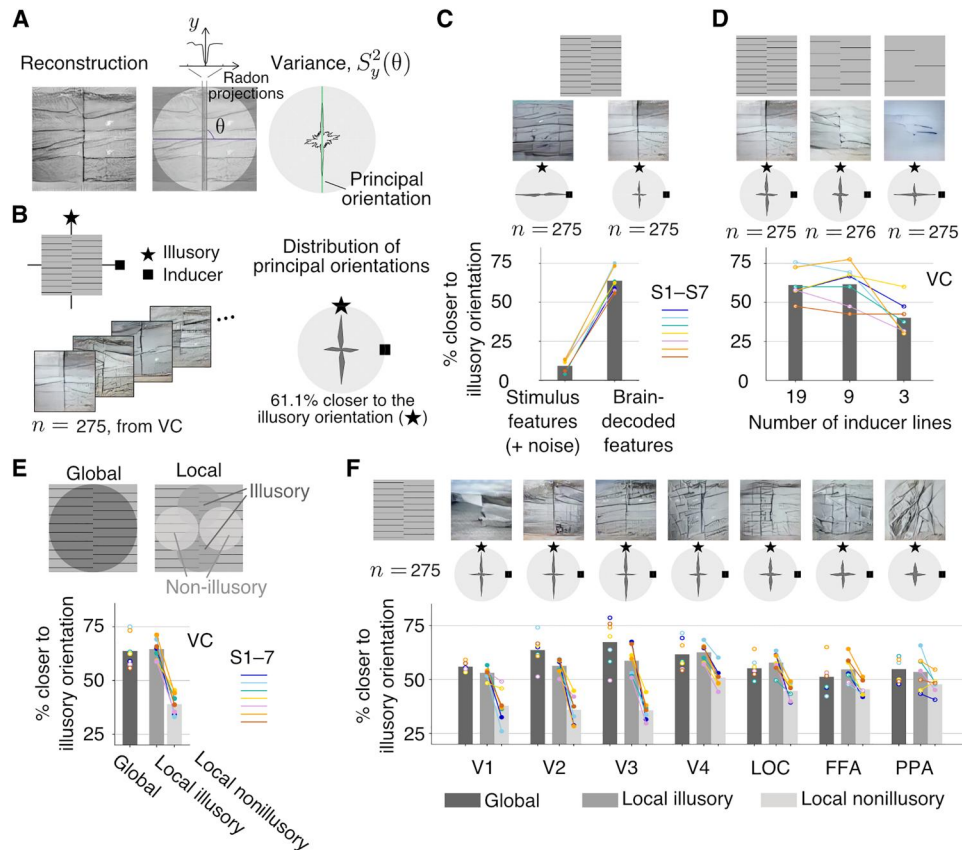 A
y
Reconstruction
Radon
projections
θ
Variance, S²y(θ)
Principal
orientation
B
Illusory
Inducer
...
n = 275, from VC
Distribution of
principal orientations
61.1% closer to
the illusory orientation (★)
C
n = 275 n = 275
% closer to
illusory orientation
75
50
25
0
S1–S7
Stimulus
features
(+ noise)
Brain-
decoded
features
D
n = 275 n = 276 n = 275
% closer to
illusory orientation
75
50
25
0
VC
19 9 3
Number of inducer lines
E
Global Local
Illusory
Non-illusory
% closer to
illusory orientation
75
50
25
VC
S1–7
Global
Local illusory
Local nonillusory
F
n = 275
% closer to
illusory orientation
75
50
25
V1 V2 V3 V4 LOC FFA PPA
Global Local illusory Local nonillusory